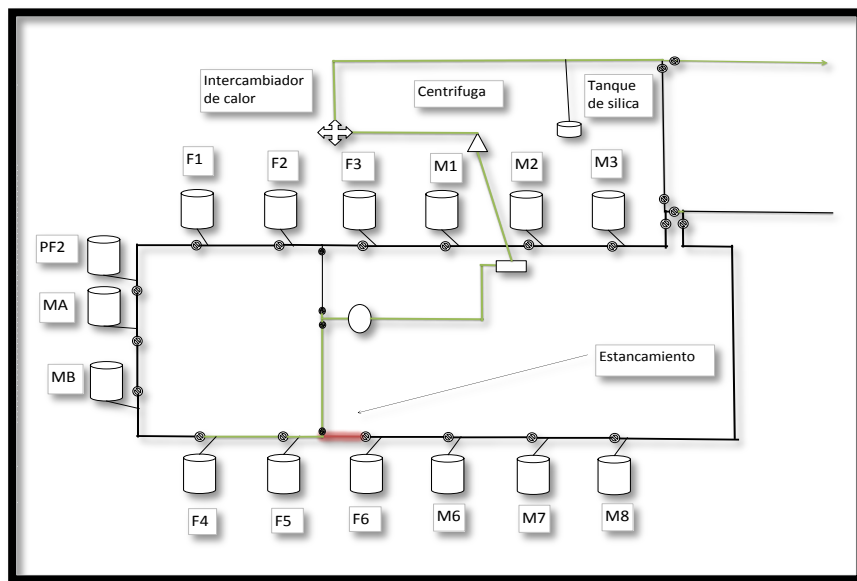 Intercambiador
de calor
Centrifuga
Tanque
de silica
F1
F2
F3
M1
M2
M3
PF2
MA
MB
Estancamiento
F4
F5
F6
M6
M7
M8